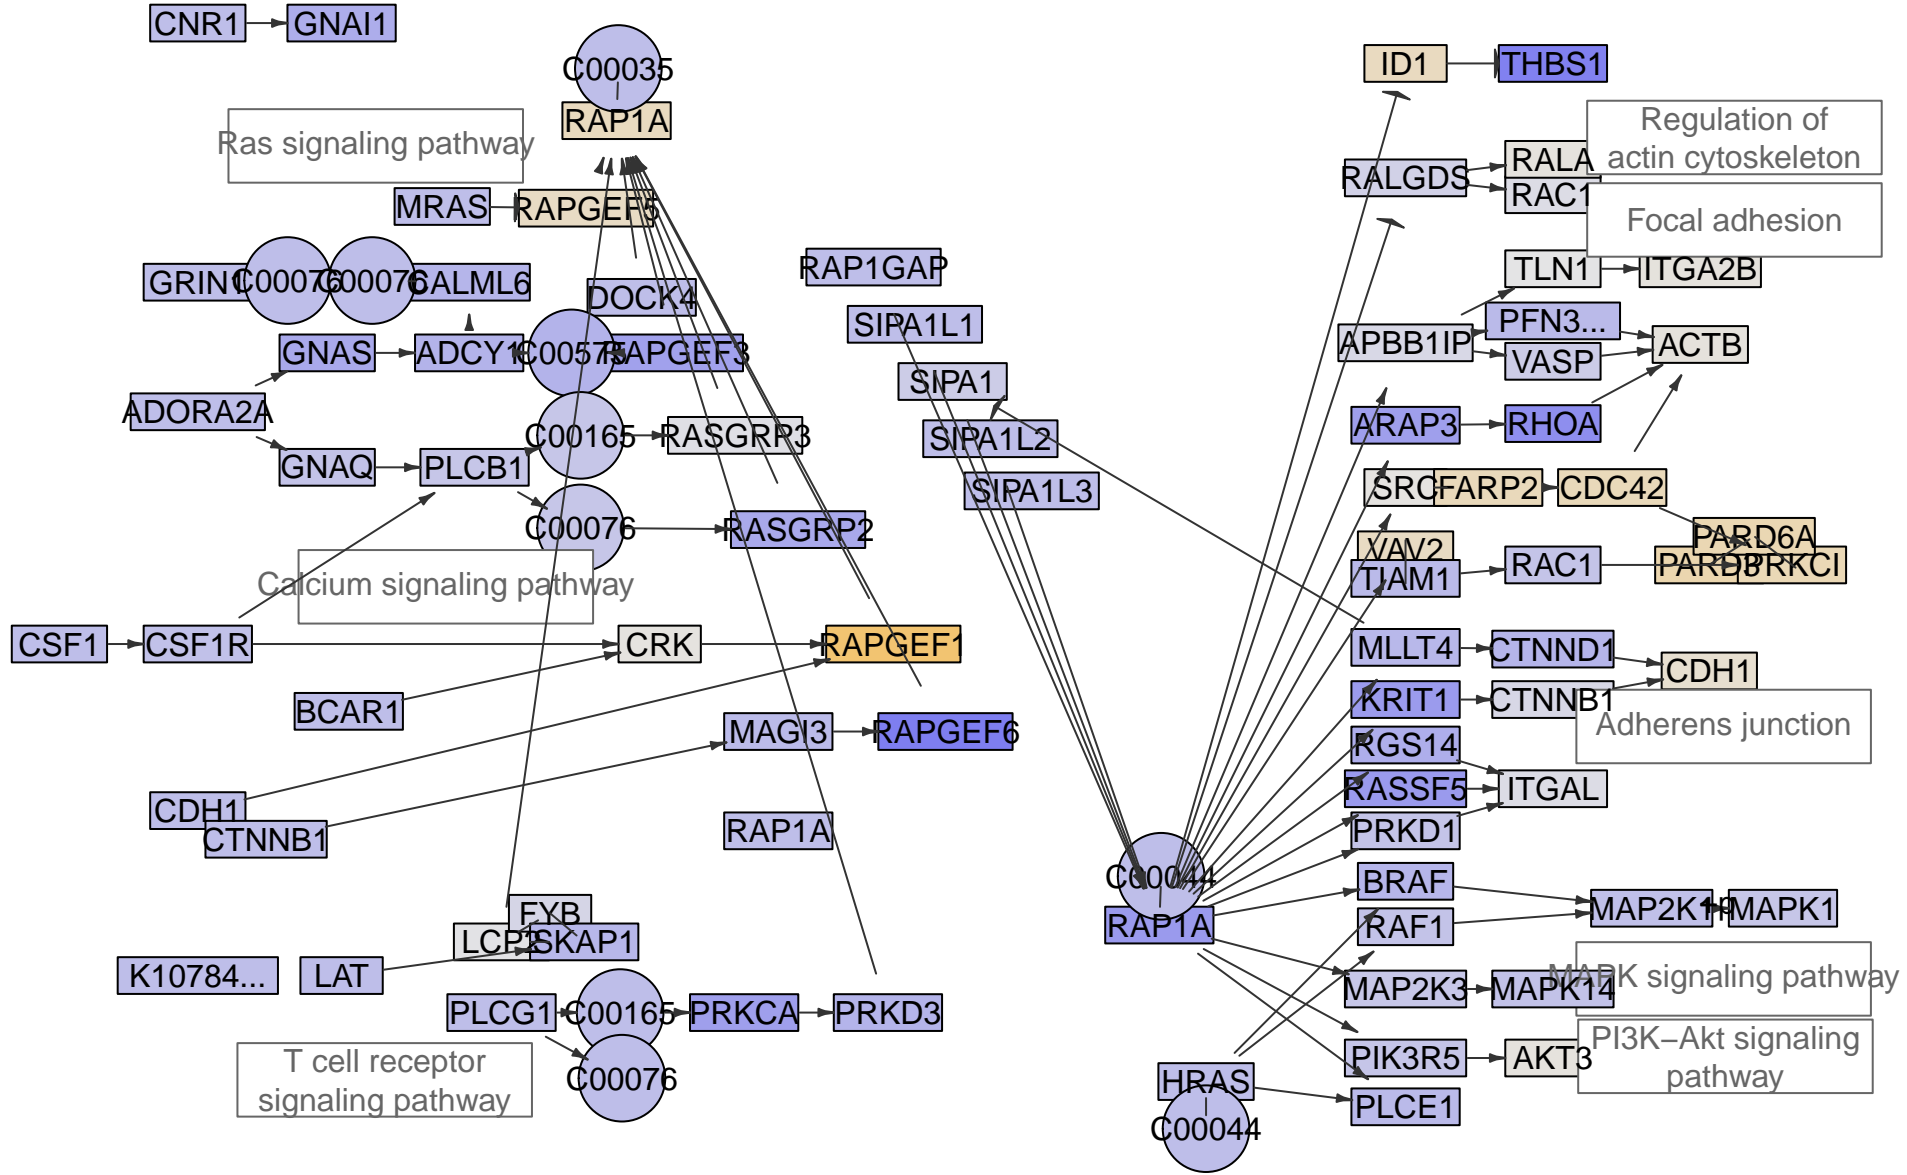 CNR1
GNAI1
C00035
RAP1A
Ras signaling pathway
MRAS
RAPGEF5
GRIN1
C00076
C00076
CALML6
DOCK4
GNAS
ADCY1
C00575
RAPGEF3
ADORA2A
C00165
RASGRP3
GNAQ
PLCB1
C00076
RASGRP2
Calcium signaling pathway
CSF1
CSF1R
CRK
RAPGEF1
BCAR1
MAGI3
RAPGEF6
CDH1
CTNNB1
RAP1A
FYB
LCP2
SKAP1
K10784...
LAT
PLCG1
C00165
PRKCA
PRKD3
C00076
T cell receptor
signaling pathway
RAP1GAP
SIPA1L1
SIPA1
SIPA1L2
SIPA1L3
C00044
RAP1A
HRAS
C00044
ID1
THBS1
Regulation of
actin cytoskeleton
RALGDS
RALA
RAC1
Focal adhesion
TLN1
ITGA2B
APBB1IP
PFN3...
VASP
ACTB
ARAP3
RHOA
SRC
FARP2
CDC42
VAV2
TIAM1
RAC1
PARD6A
PARD3
PRKCI
MLLT4
CTNND1
CDH1
KRIT1
CTNNB1
Adherens junction
RGS14
RASSF5
ITGAL
PRKD1
BRAF
RAF1
MAP2K1
MAPK1
MAP2K3
MAPK14
MAPK signaling pathway
PIK3R5
AKT3
PI3K–Akt signaling
pathway
PLCE1